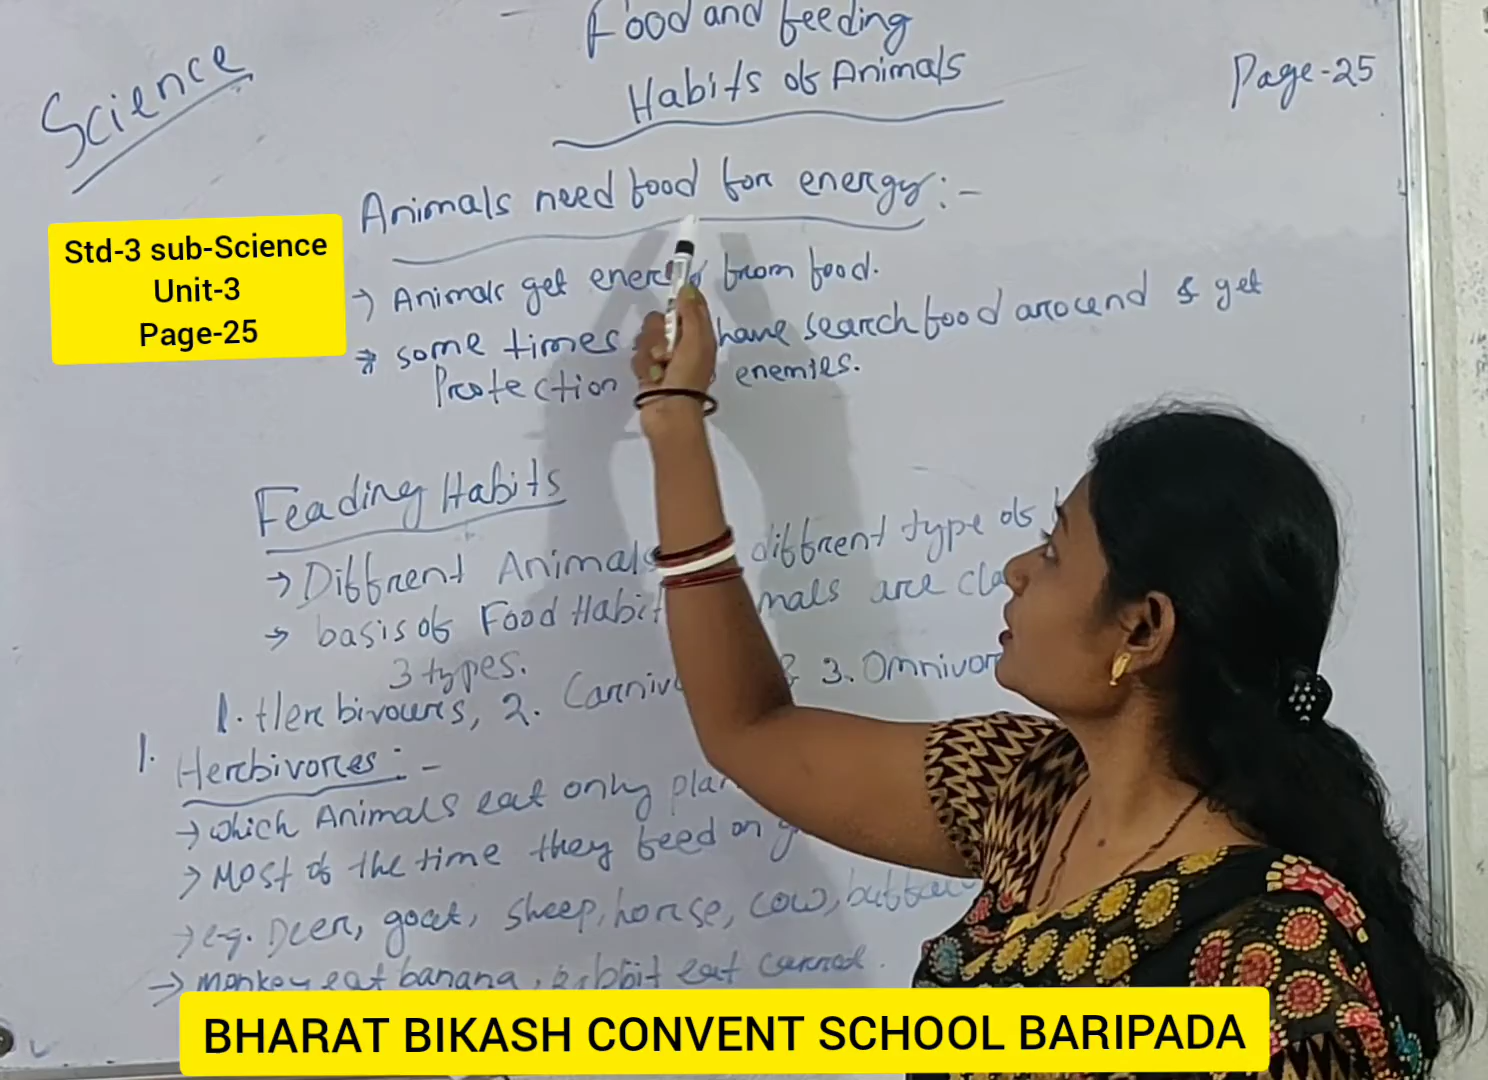 Food and feeding
Habits of Animals
Science
Page-25
Animals need food for energy:-
Std-3 sub-Science
Unit-3
Page-25
→ Animals get energy from food.
→ some times have search food around & get
Protection enemies.
Feading Habits
→ Diffrent Animals diffrent type of
→ basis of Food Habit are
3 types.
1. Herbivours, 2. & 3.
1. Herbivores:-
→ which Animals eat only
→ Most of the time they feed on
→ e.g. Deer, goat, sheep, horse, cow,
→ monkey eat banana, eat
BHARAT BIKASH CONVENT SCHOOL BARIPADA